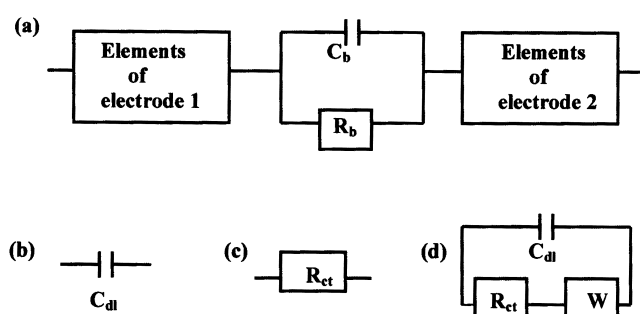 (a)
Elements
of
electrode 1
C_b
R_b
Elements
of
electrode 2
(b)
C_dl
(c)
R_ct
(d)
C_dl
R_ct
W